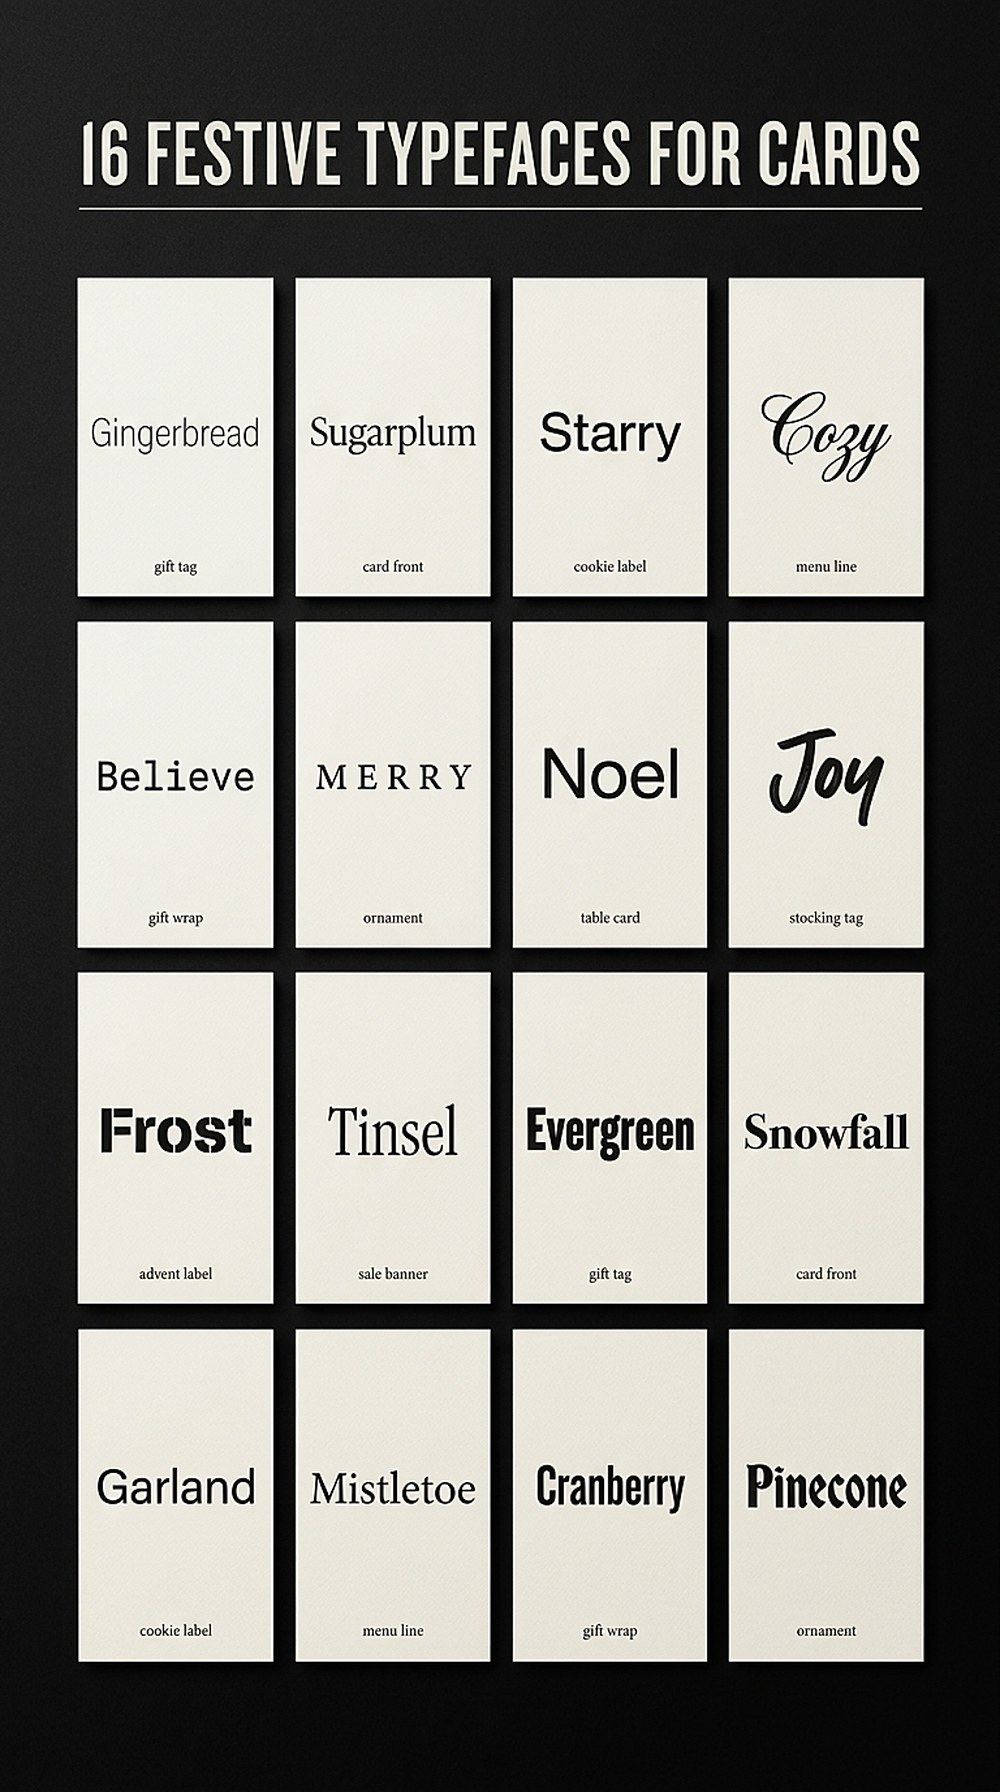 16 FESTIVE TYPEFACES FOR CARDS
Gingerbread
gift tag
Sugarplum
card front
Starry
cookie label
Cozy
menu line
Believe
gift wrap
MERRY
ornament
Noel
table card
Joy
stocking tag
Frost
advent label
Tinsel
sale banner
Evergreen
gift tag
Snowfall
card front
Garland
cookie label
Mistletoe
menu line
Cranberry
gift wrap
Pinecone
ornament